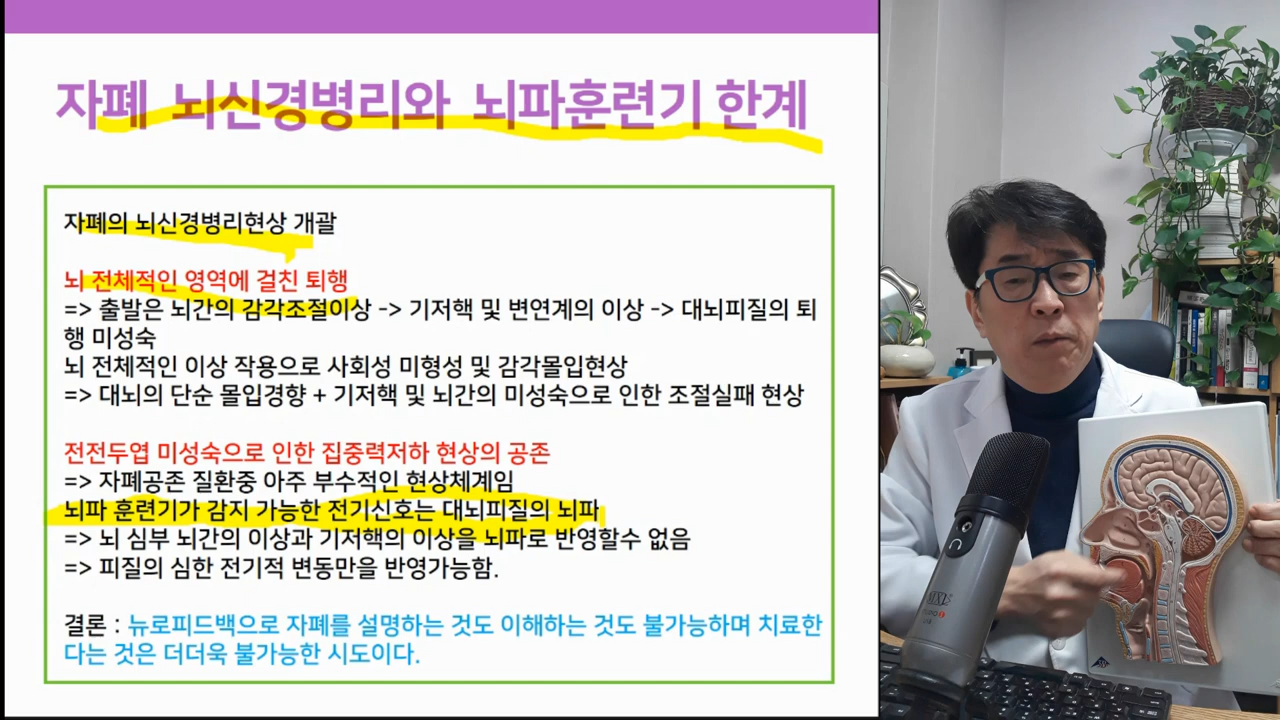 자폐 뇌신경병리와 뇌파훈련기 한계
자폐의 뇌신경병리현상 개괄
뇌 전체적인 영역에 걸친 퇴행
=> 출발은 뇌간의 감각조절이상 -> 기저핵 및 변연계의 이상 -> 대뇌피질의 퇴
행 미성숙
뇌 전체적인 이상 작용으로 사회성 미형성 및 감각몰입현상
=> 대뇌의 단순 몰입경향 + 기저핵 및 뇌간의 미성숙으로 인한 조절실패 현상
전전두엽 미성숙으로 인한 집중력저하 현상의 공존
=> 자폐공존 질환중 아주 부수적인 현상체계임
뇌파 훈련기가 감지 가능한 전기신호는 대뇌피질의 뇌파
=> 뇌 심부 뇌간의 이상과 기저핵의 이상을 뇌파로 반영할수 없음
=> 피질의 심한 전기적 변동만을 반영가능함.
결론 : 뉴로피드백으로 자폐를 설명하는 것도 이해하는 것도 불가능하며 치료한
다는 것은 더더욱 불가능한 시도이다.